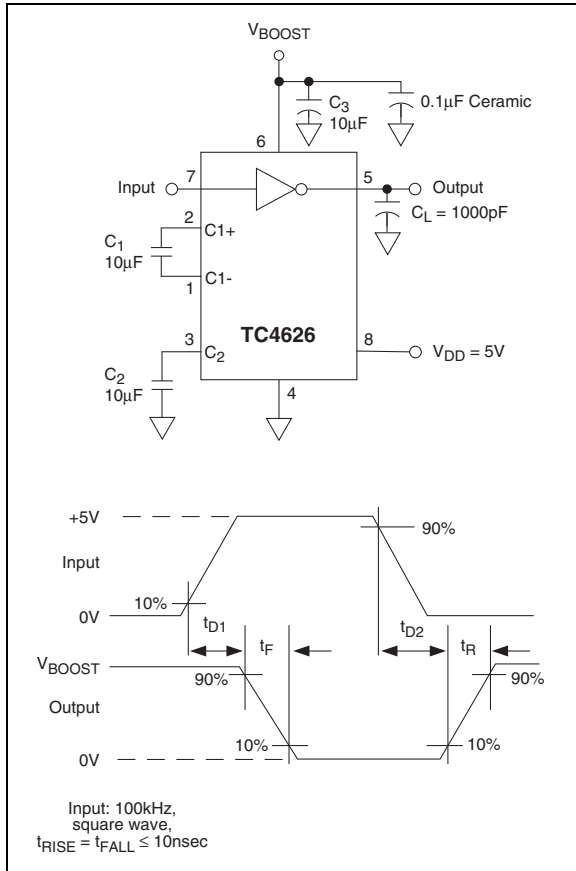 VBOOST
C3
10µF
0.1µF Ceramic
6
7
Input
5
Output
CL = 1000pF
2
C1+
C1
10µF
C1-
1
TC4626
3
C2
8
VDD = 5V
C2
10µF
4
+5V
90%
Input
10%
0V
tD1
tF
tD2
tR
VBOOST
90%
90%
Output
10%
10%
0V
Input: 100kHz,
square wave,
tRISE = tFALL ≤ 10nsec